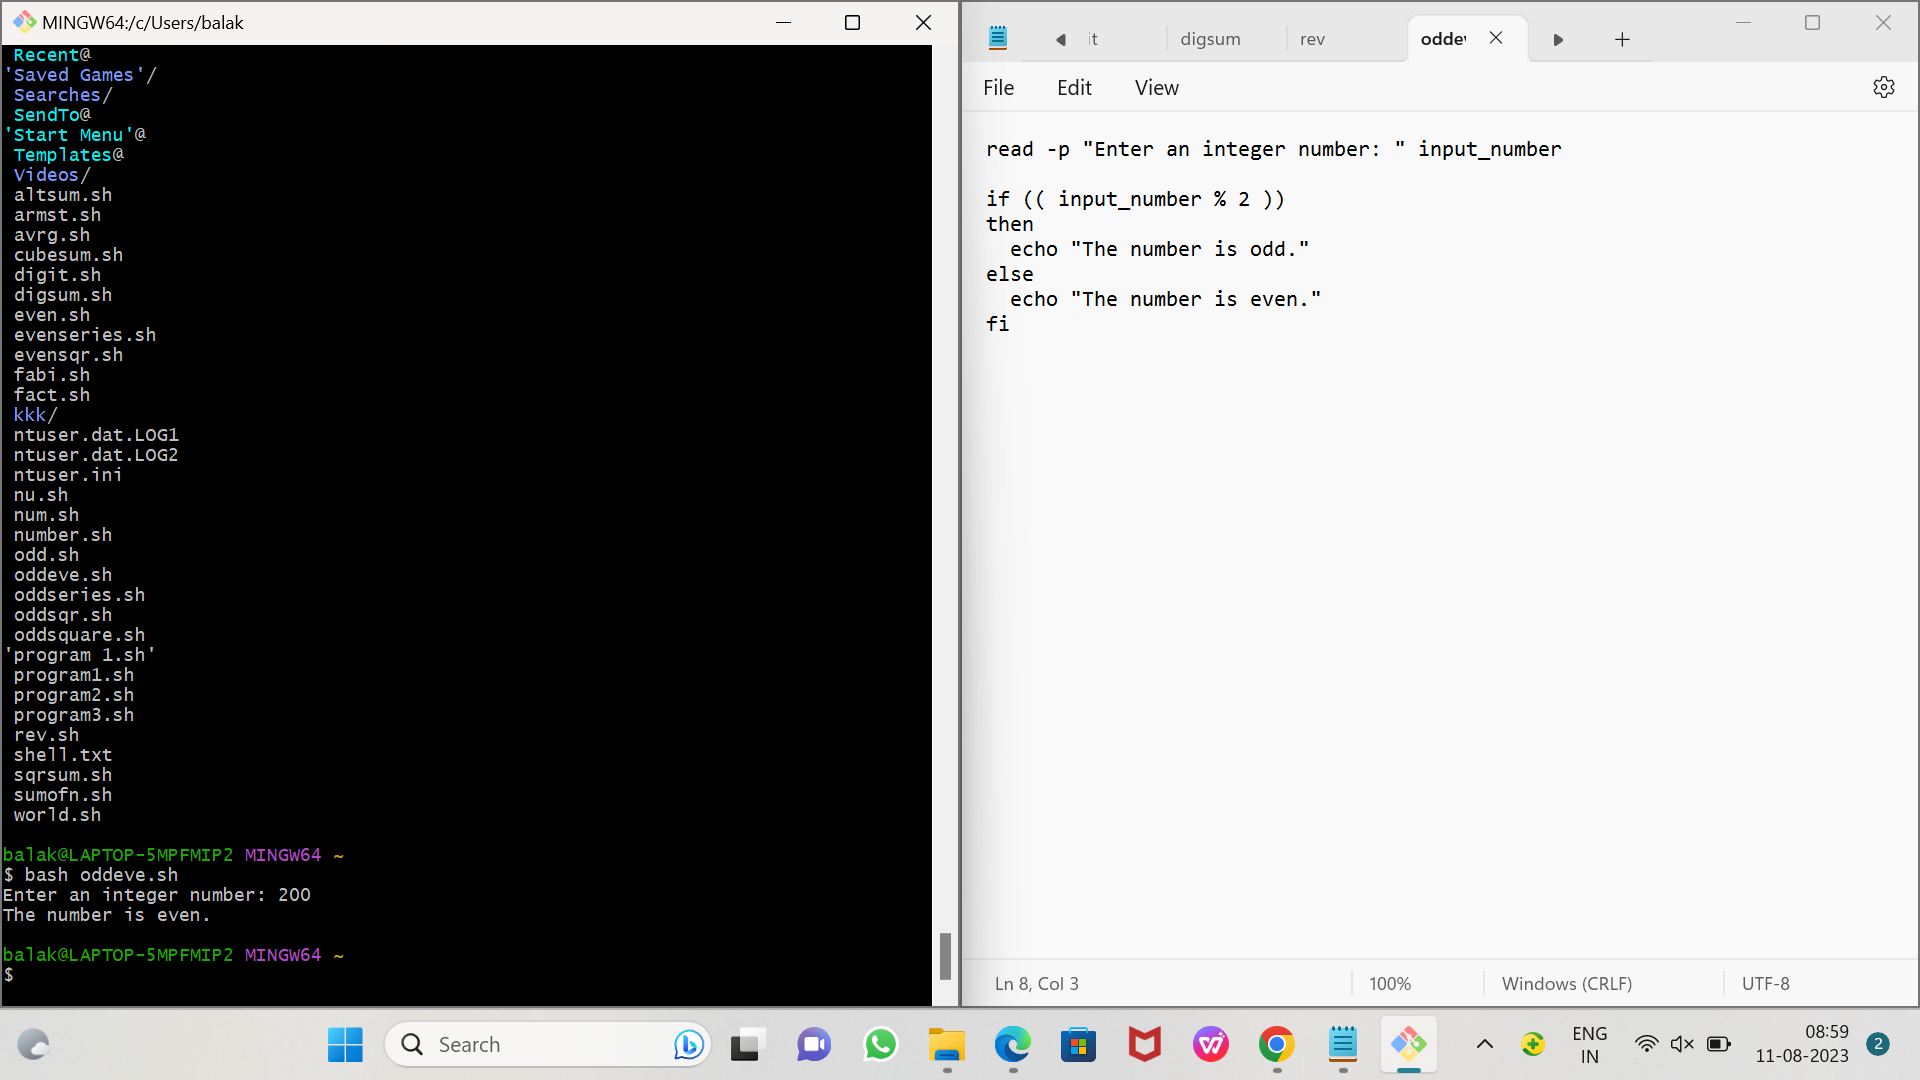 MINGW64:/c/Users/balak
Recent@
'Saved Games'/
Searches/
SendTo@
'Start Menu'@
Templates@
Videos/
altsum.sh
armst.sh
avrg.sh
cubesum.sh
digit.sh
digsum.sh
even.sh
evenseries.sh
evensqr.sh
fabi.sh
fact.sh
kkk/
ntuser.dat.LOG1
ntuser.dat.LOG2
ntuser.ini
nu.sh
num.sh
number.sh
odd.sh
oddeve.sh
oddseries.sh
oddsqr.sh
oddsquare.sh
'program 1.sh'
program1.sh
program2.sh
program3.sh
rev.sh
shell.txt
sqrsum.sh
sumofn.sh
world.sh
balak@LAPTOP-5MPFMIP2 MINGW64 ~
$ bash oddeve.sh
Enter an integer number: 200
The number is even.
balak@LAPTOP-5MPFMIP2 MINGW64 ~
$
it digsum rev oddev
File Edit View
read -p "Enter an integer number: " input_number
if (( input_number % 2 ))
then
echo "The number is odd."
else
echo "The number is even."
fi
Ln 8, Col 3 100% Windows (CRLF) UTF-8
Search
ENG
IN
08:59
11-08-2023
2